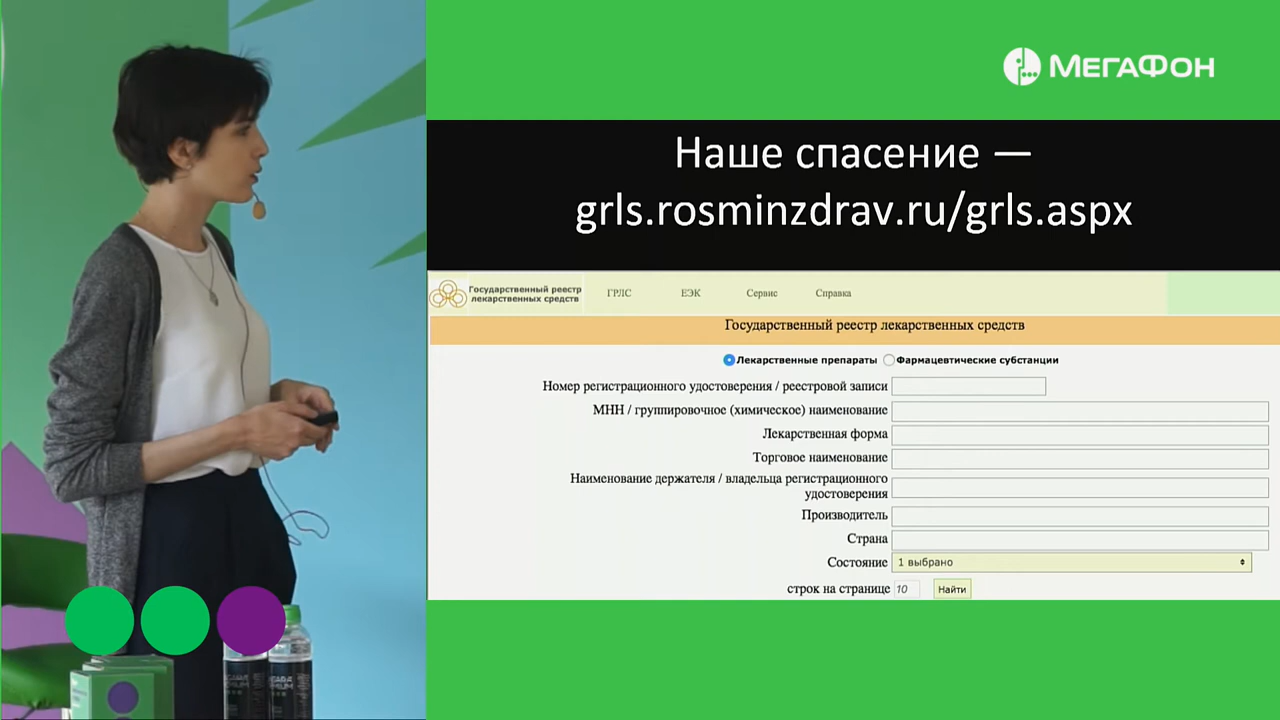 МЕГАФОН
Наше спасение —
grls.rosminzdrav.ru/grls.aspx
Государственный реестр
лекарственных средств
ГРЛС
ЕЭК
Сервис
Справка
Государственный реестр лекарственных средств
Лекарственные препараты
Фармацевтические субстанции
Номер регистрационного удостоверения / реестровой записи
МНН / группировочное (химическое) наименование
Лекарственная форма
Торговое наименование
Наименование держателя / владельца регистрационного
удостоверения
Производитель
Страна
Состояние
1 выбрано
строк на странице
10
Найти